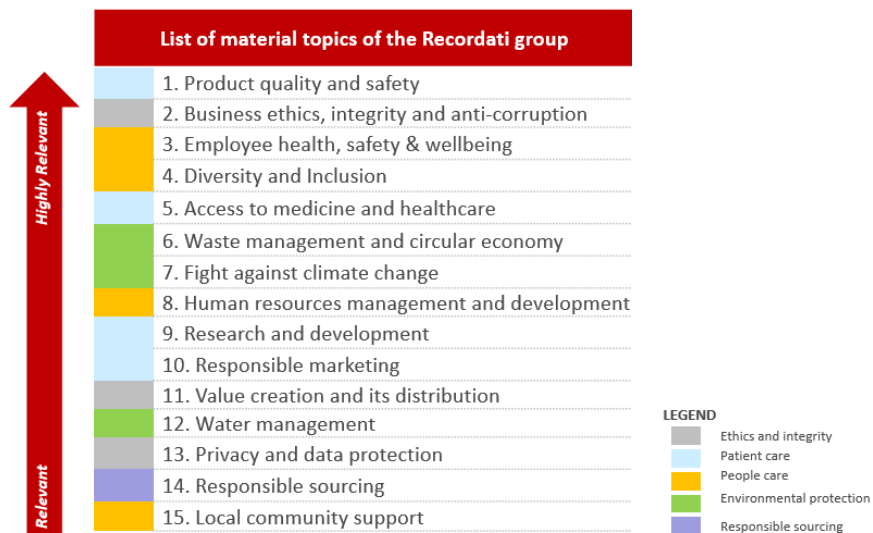 List of material topics of the Recordati group
Highly Relevant
1. Product quality and safety
2. Business ethics, integrity and anti-corruption
3. Employee health, safety & wellbeing
4. Diversity and Inclusion
5. Access to medicine and healthcare
6. Waste management and circular economy
7. Fight against climate change
8. Human resources management and development
9. Research and development
10. Responsible marketing
11. Value creation and its distribution
12. Water management
13. Privacy and data protection
14. Responsible sourcing
15. Local community support
Relevant
LEGEND
Ethics and integrity
Patient care
People care
Environmental protection
Responsible sourcing